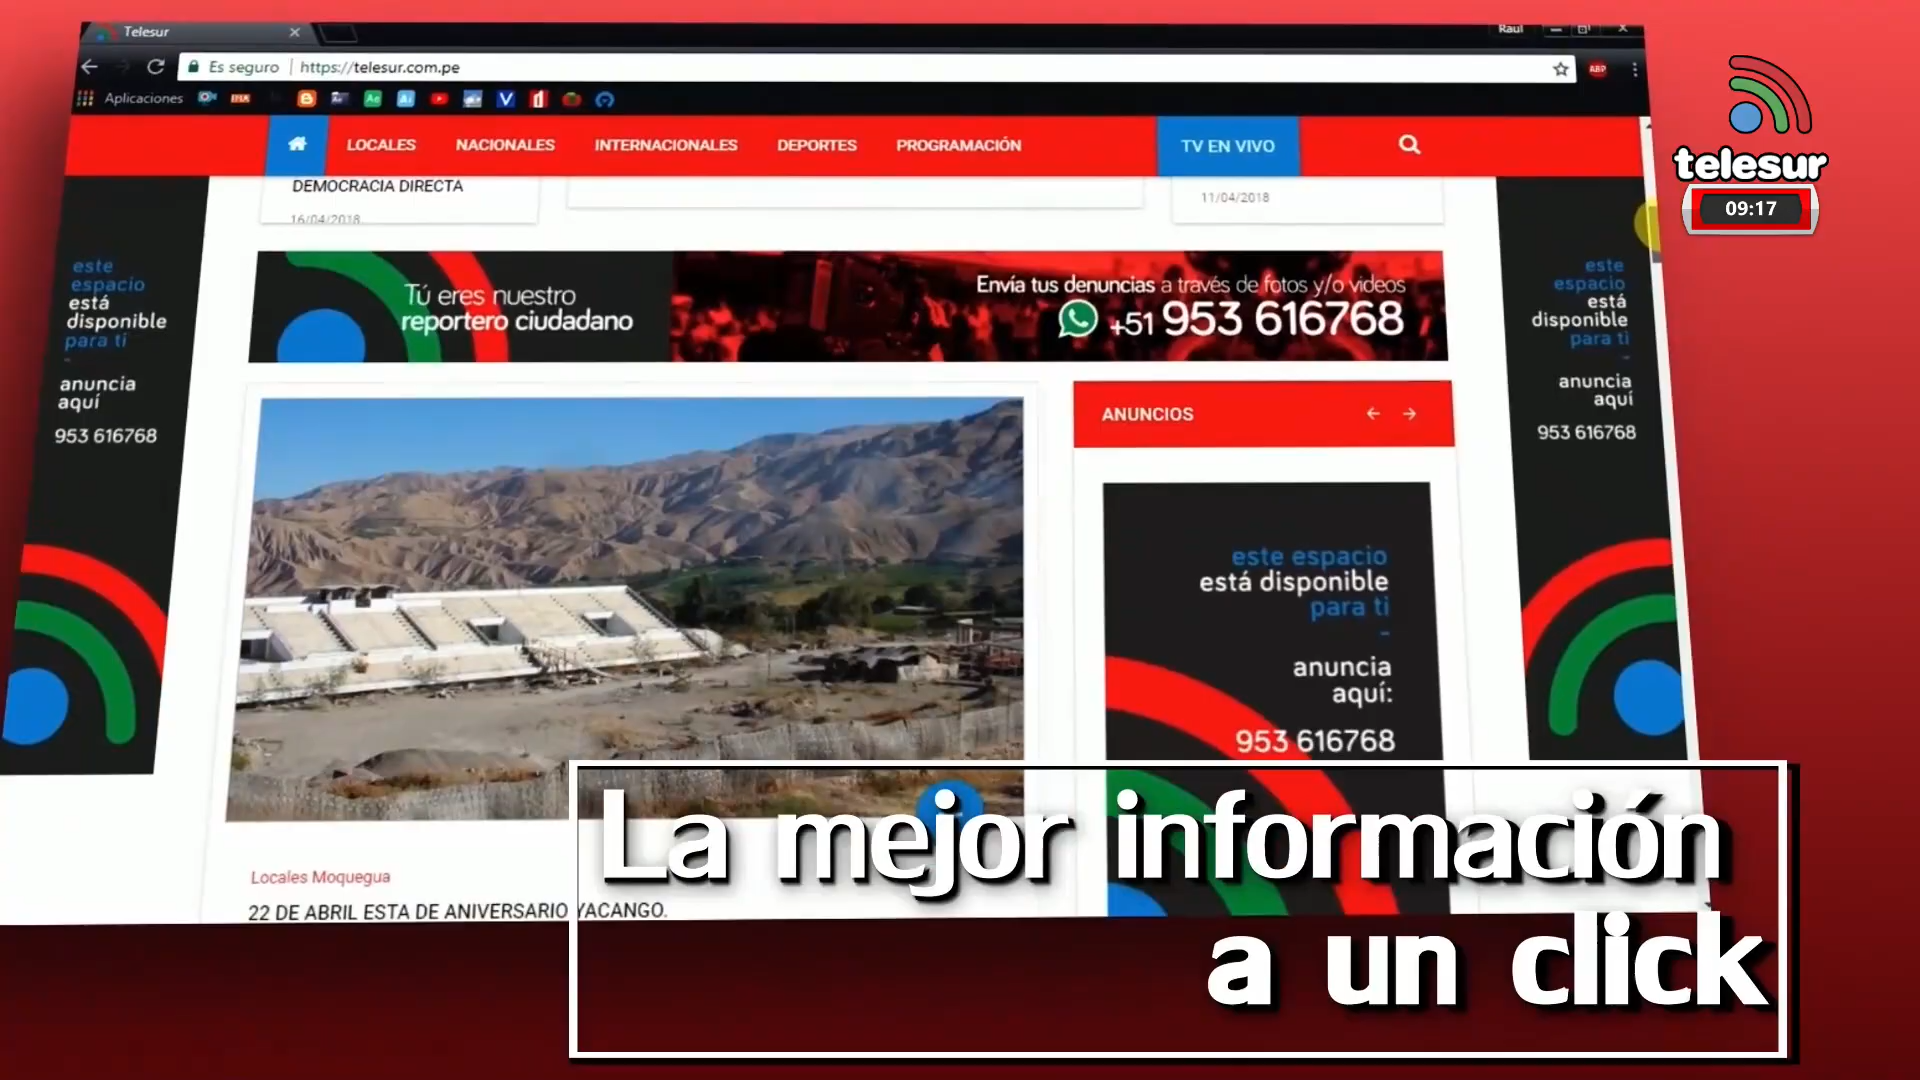 Telesur
Raul
Es seguro | https://telesur.com.pe
ABP
Aplicaciones
LOCALES NACIONALES INTERNACIONALES DEPORTES PROGRAMACIÓN TV EN VIVO
telesur
09:17
DEMOCRACIA DIRECTA
16/04/2018
11/04/2018
este
espacio
está
disponible
para ti
-
anuncia
aquí
953 616768
Tú eres nuestro
reportero ciudadano
Envía tus denuncias a través de fotos y/o videos
+51 953 616768
este
espacio
está
disponible
para ti
-
anuncia
aquí
953 616768
ANUNCIOS
este espacio
está disponible
para ti
-
anuncia
aquí:
953 616768
Locales Moquegua
22 DE ABRIL ESTA DE ANIVERSARIO YACANGO.
La mejor información
a un click